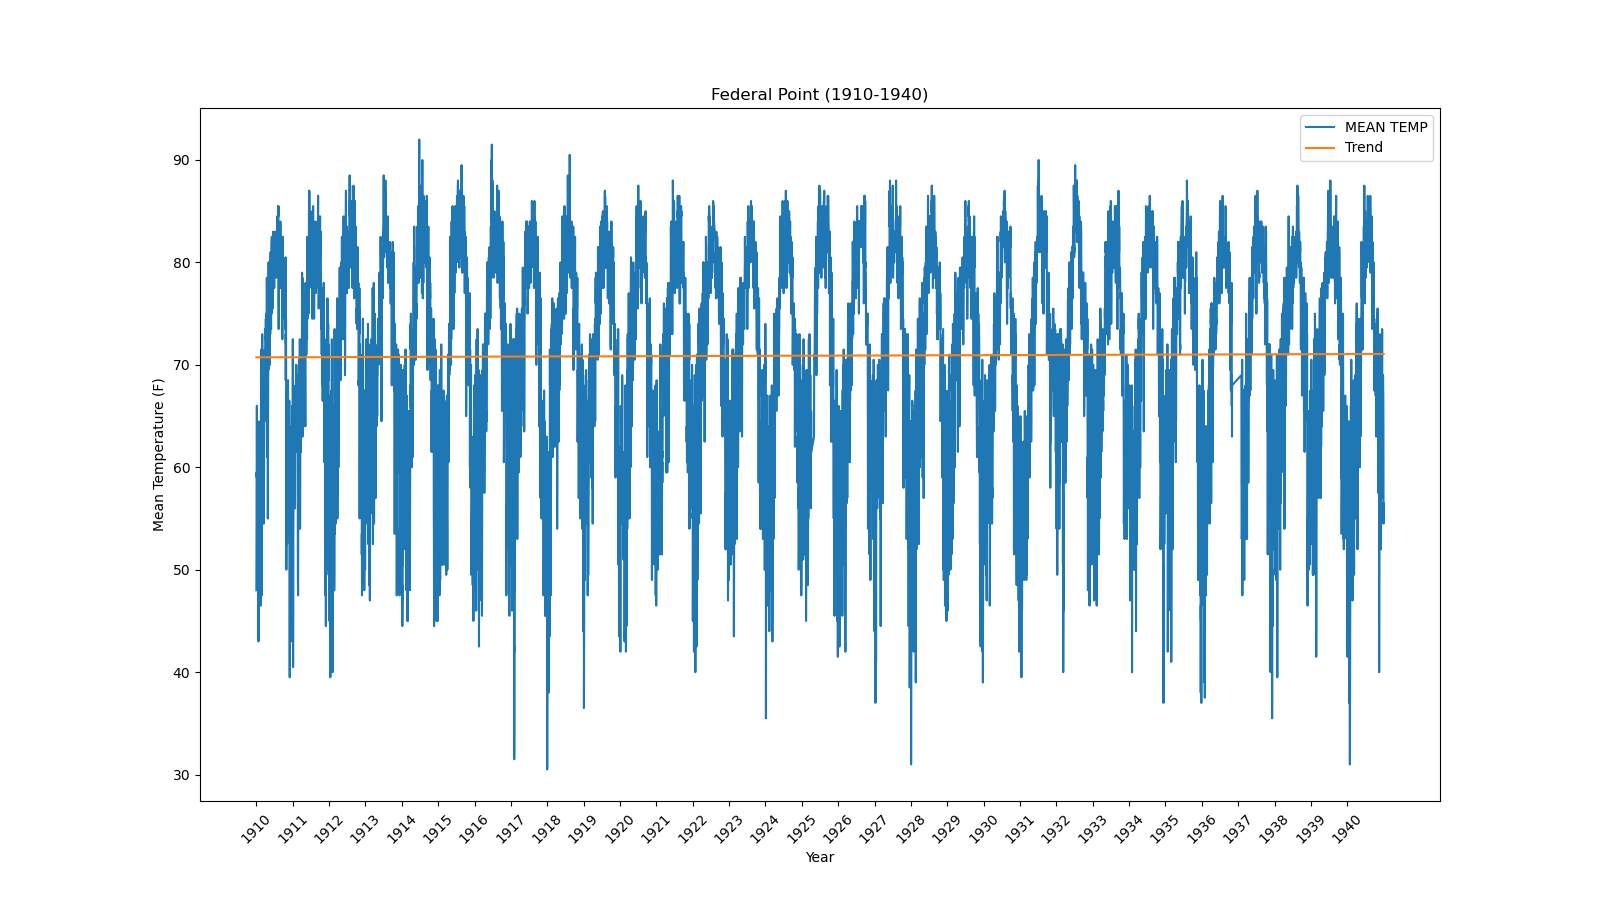 Federal Point (1910-1940)
MEAN TEMP
Trend
Mean Temperature (F)
90
80
70
60
50
40
30
1910 1911 1912 1913 1914 1915 1916 1917 1918 1919 1920 1921 1922 1923 1924 1925 1926 1927 1928 1929 1930 1931 1932 1933 1934 1935 1936 1937 1938 1939 1940
Year